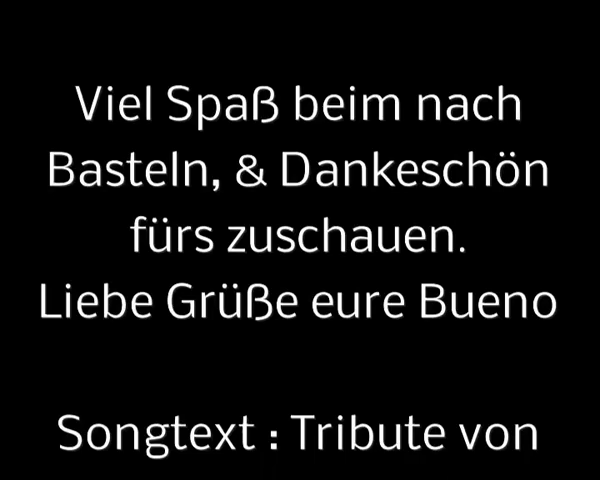 Viel Spaß beim nach
Basteln, & Dankeschön
fürs zuschauen.
Liebe Grüße eure Bueno
Songtext : Tribute von